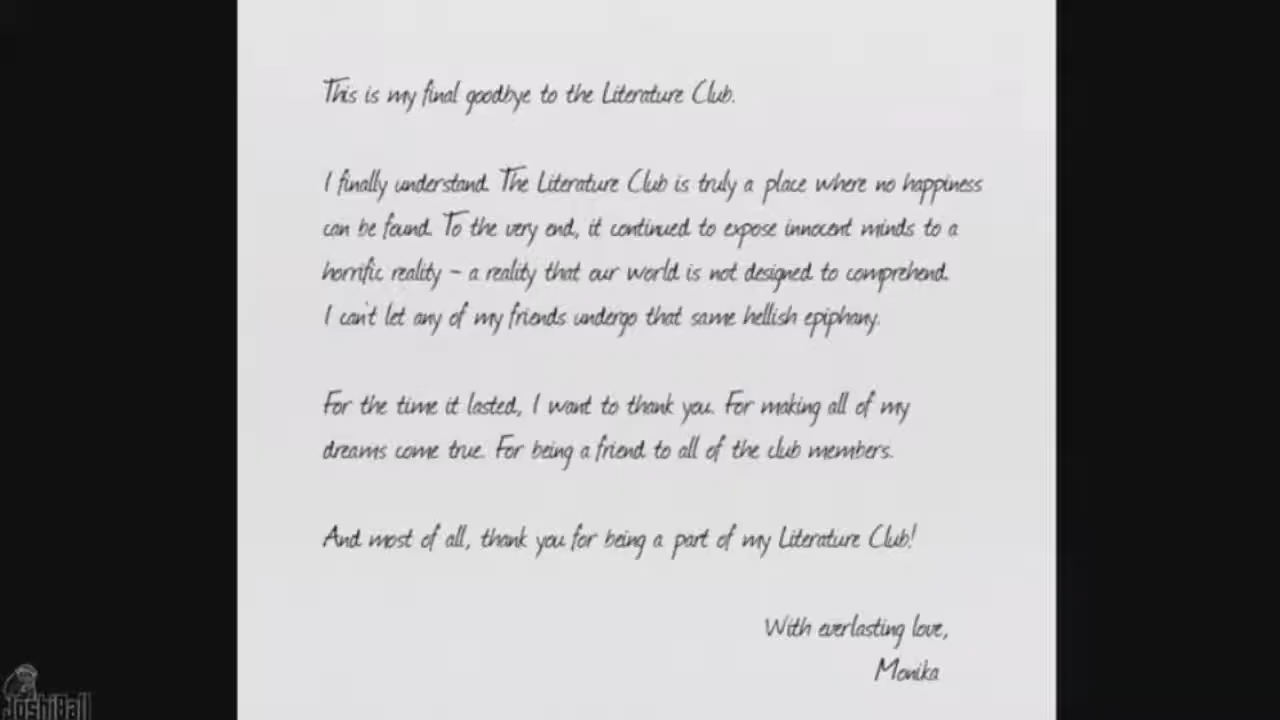 This is my final goodbye to the Literature Club.
I finally understand. The Literature Club is truly a place where no happiness
can be found. To the very end, it continued to expose innocent minds to a
horrific reality – a reality that our world is not designed to comprehend.
I can't let any of my friends undergo that same hellish epiphany.
For the time it lasted, I want to thank you. For making all of my
dreams come true. For being a friend to all of the club members.
And most of all, thank you for being a part of my Literature Club!
With everlasting love,
Monika
JoshiBall